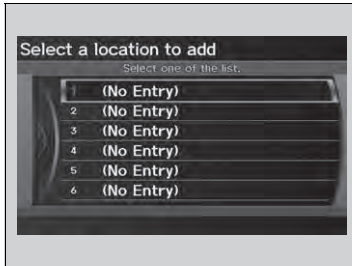 Select a location to add
Select one of the list.
1 (No Entry)
2 (No Entry)
3 (No Entry)
4 (No Entry)
5 (No Entry)
6 (No Entry)